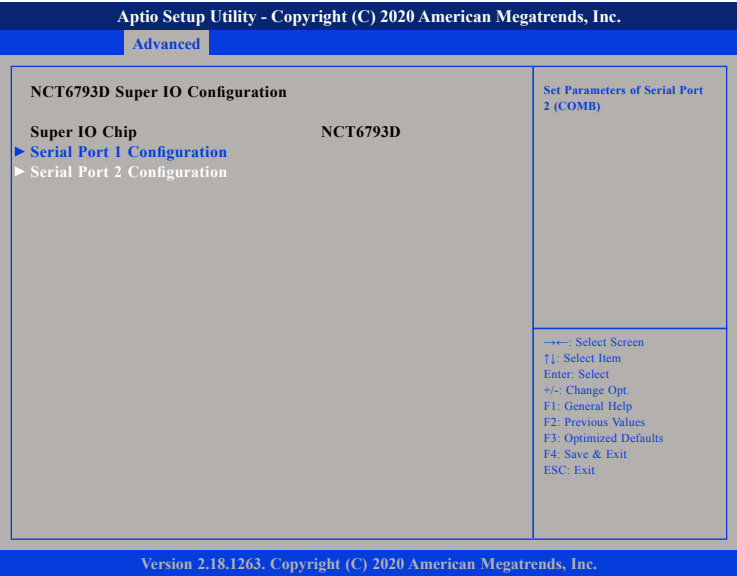 Aptio Setup Utility - Copyright (C) 2020 American Megatrends, Inc.
Advanced
NCT6793D Super IO Configuration
Super IO Chip NCT6793D
► Serial Port 1 Configuration
► Serial Port 2 Configuration
Set Parameters of Serial Port
2 (COMB)
→←: Select Screen
↑↓: Select Item
Enter: Select
+/-: Change Opt.
F1: General Help
F2: Previous Values
F3: Optimized Defaults
F4: Save & Exit
ESC: Exit
Version 2.18.1263. Copyright (C) 2020 American Megatrends, Inc.